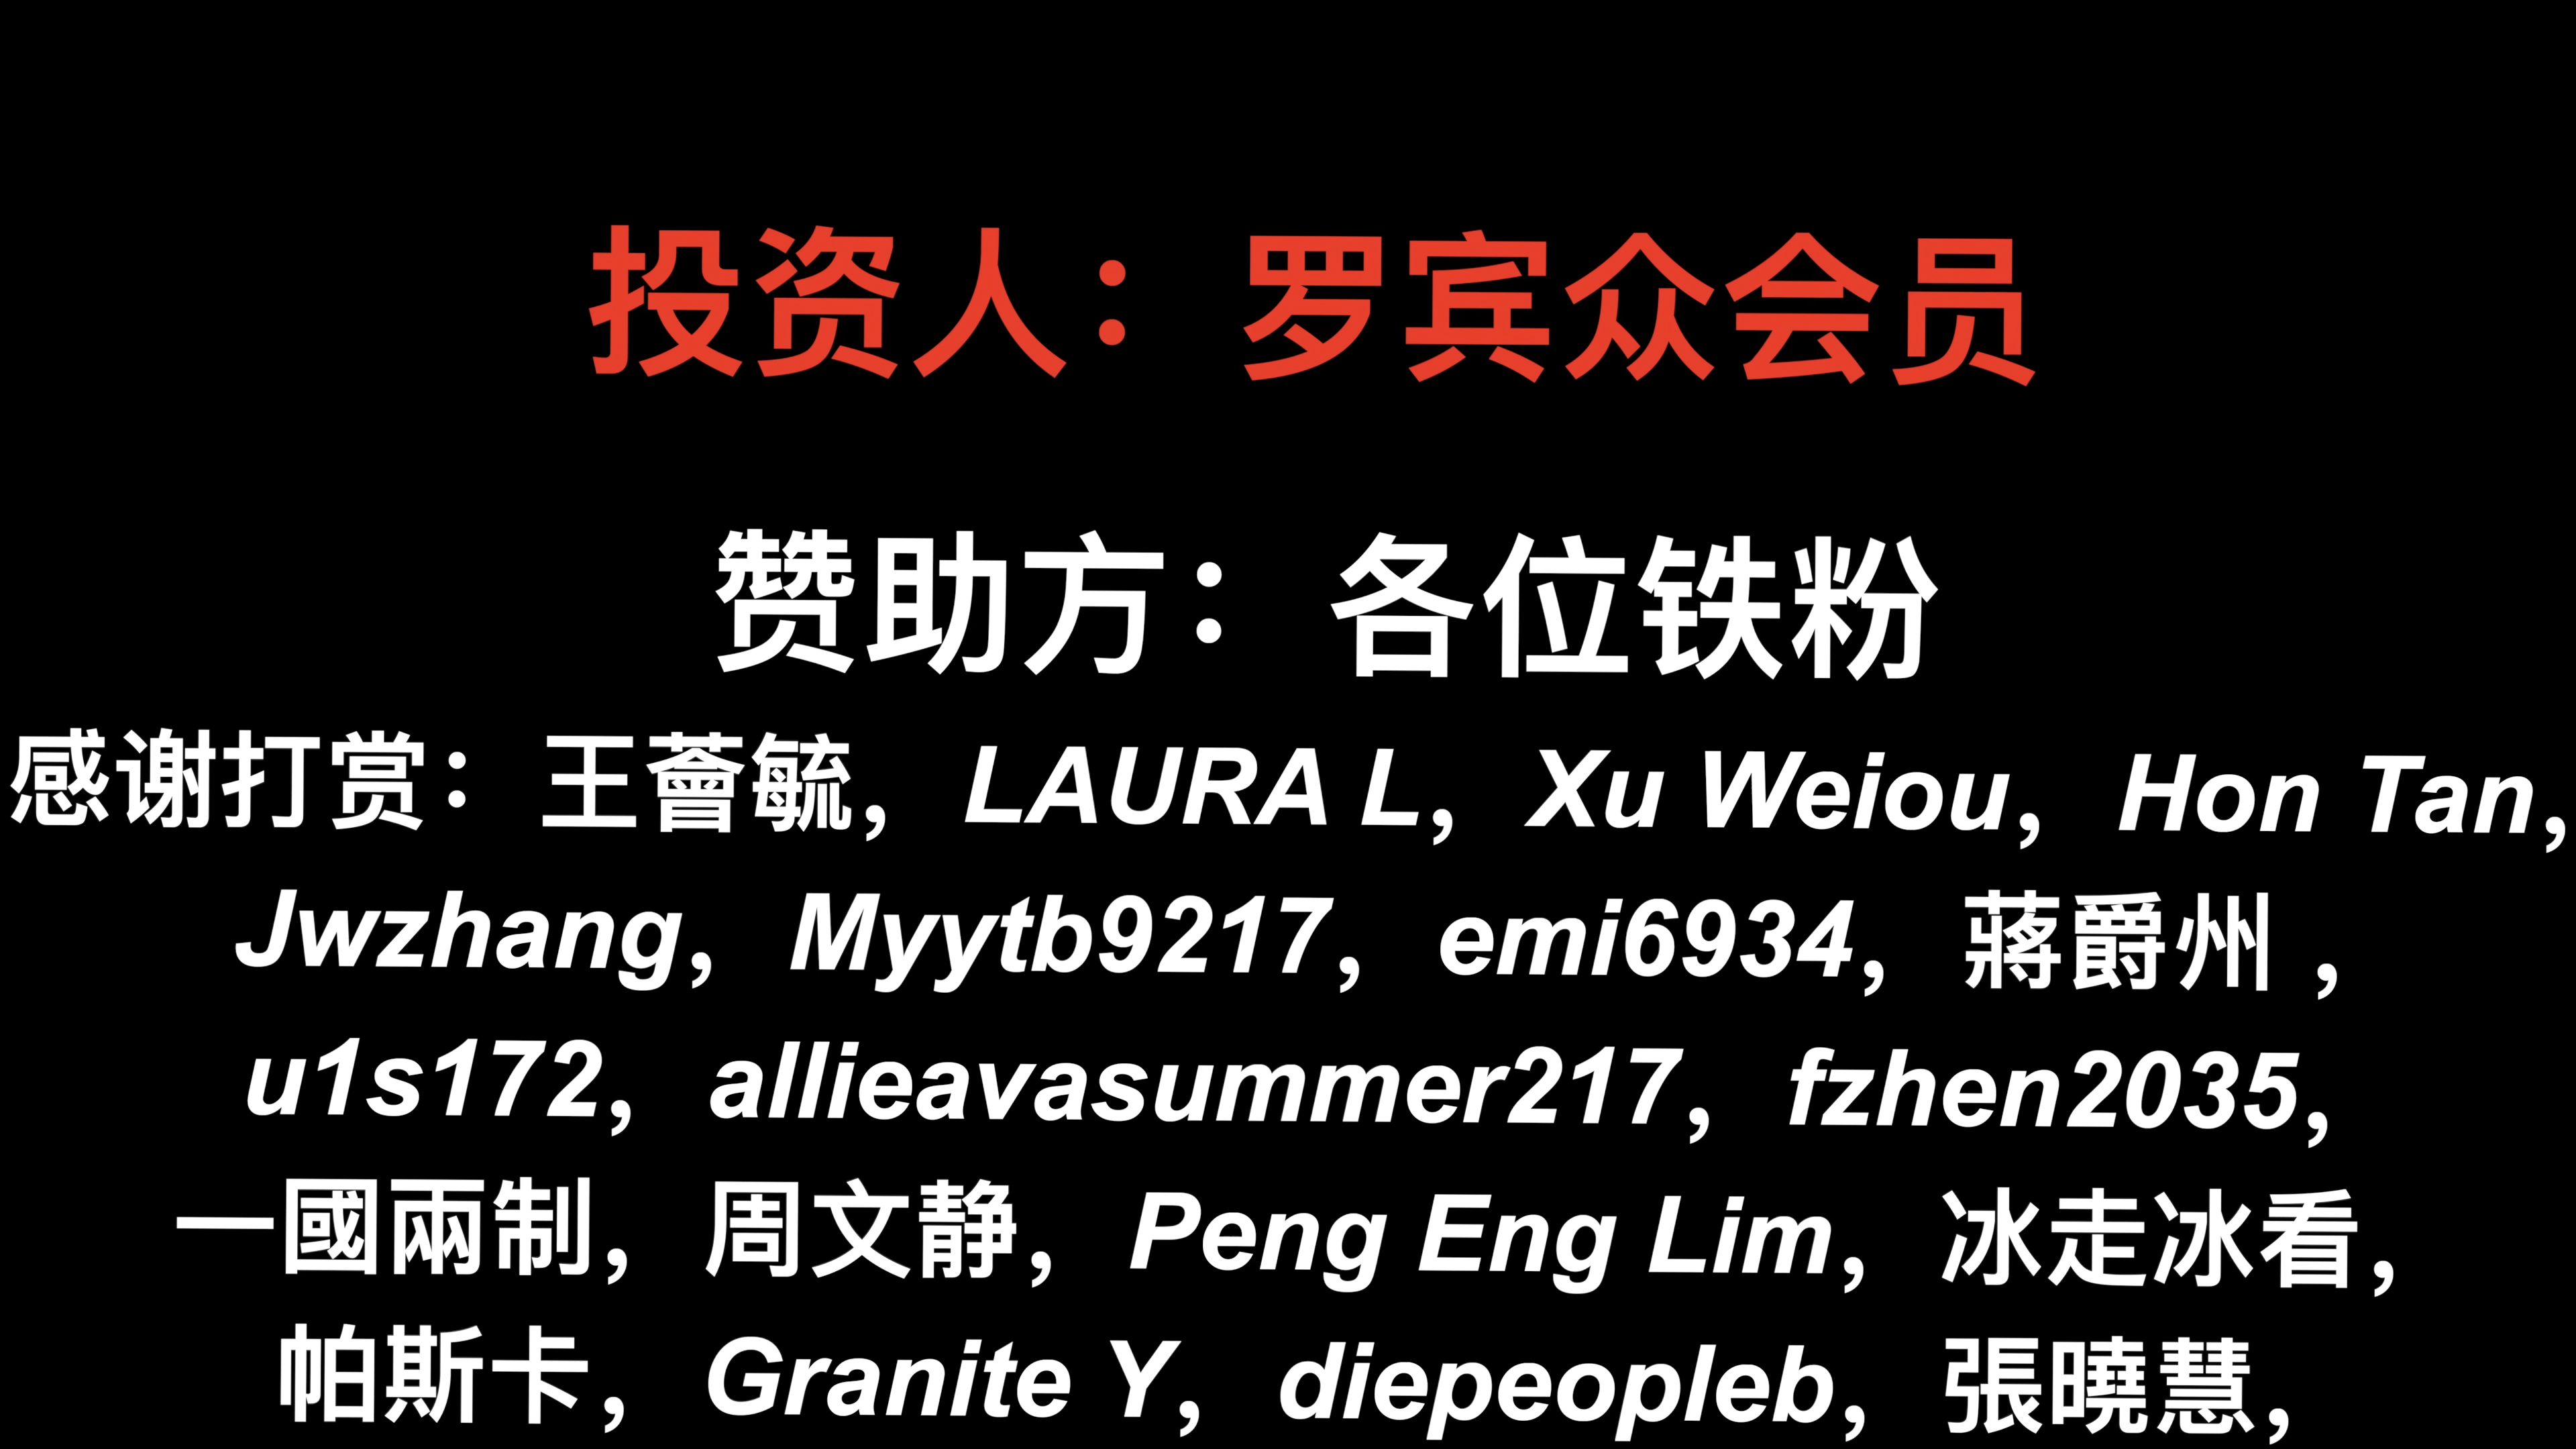 投资人：罗宾众会员
赞助方：各位铁粉
感谢打赏：王薈毓，LAURA L，Xu Weiou，Hon Tan，
Jwzhang，Myytb9217，emi6934，蔣爵州 ，
u1s172，allieavasummer217，fzhen2035，
一國兩制，周文静，Peng Eng Lim，冰走冰看，
帕斯卡，Granite Y，diepeopleb，張曉慧，